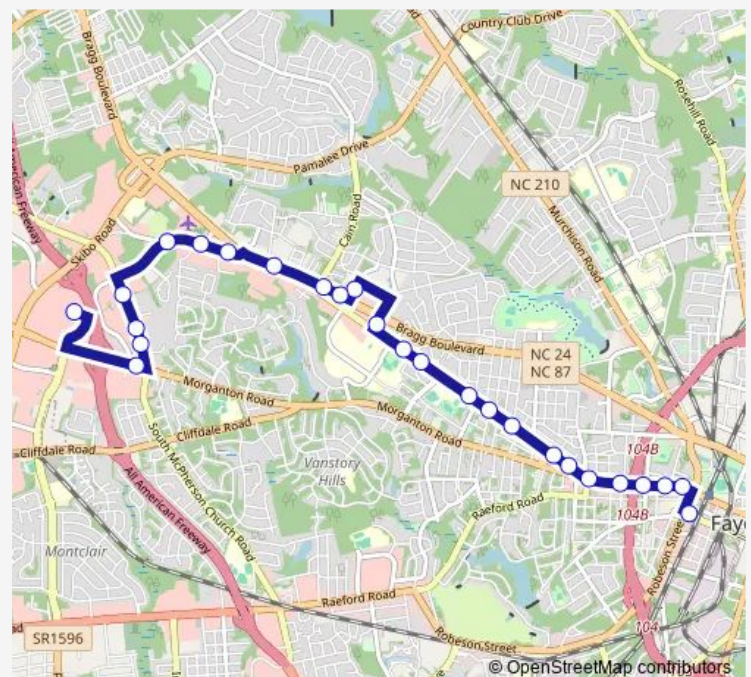 Country Club Drive
Bragg Boulevard
Rosehill Road
Pamalee Drive
NC 210
Cain Road
Murchison Road
American Freeway
Skibo Road
Bragg Boulevard
NC 24
NC 87
Morganton Road
Morganton Road
Cliffdale Road
Cliffdale Road
104B
Vanstory
Hills
South McPherson Church Road
All American Freeway
Raeford Road
104B
Fay
Robeson Street
Montclair
Raeford Road
104
SR1596
Robeson Street
© OpenStreetMap contributors